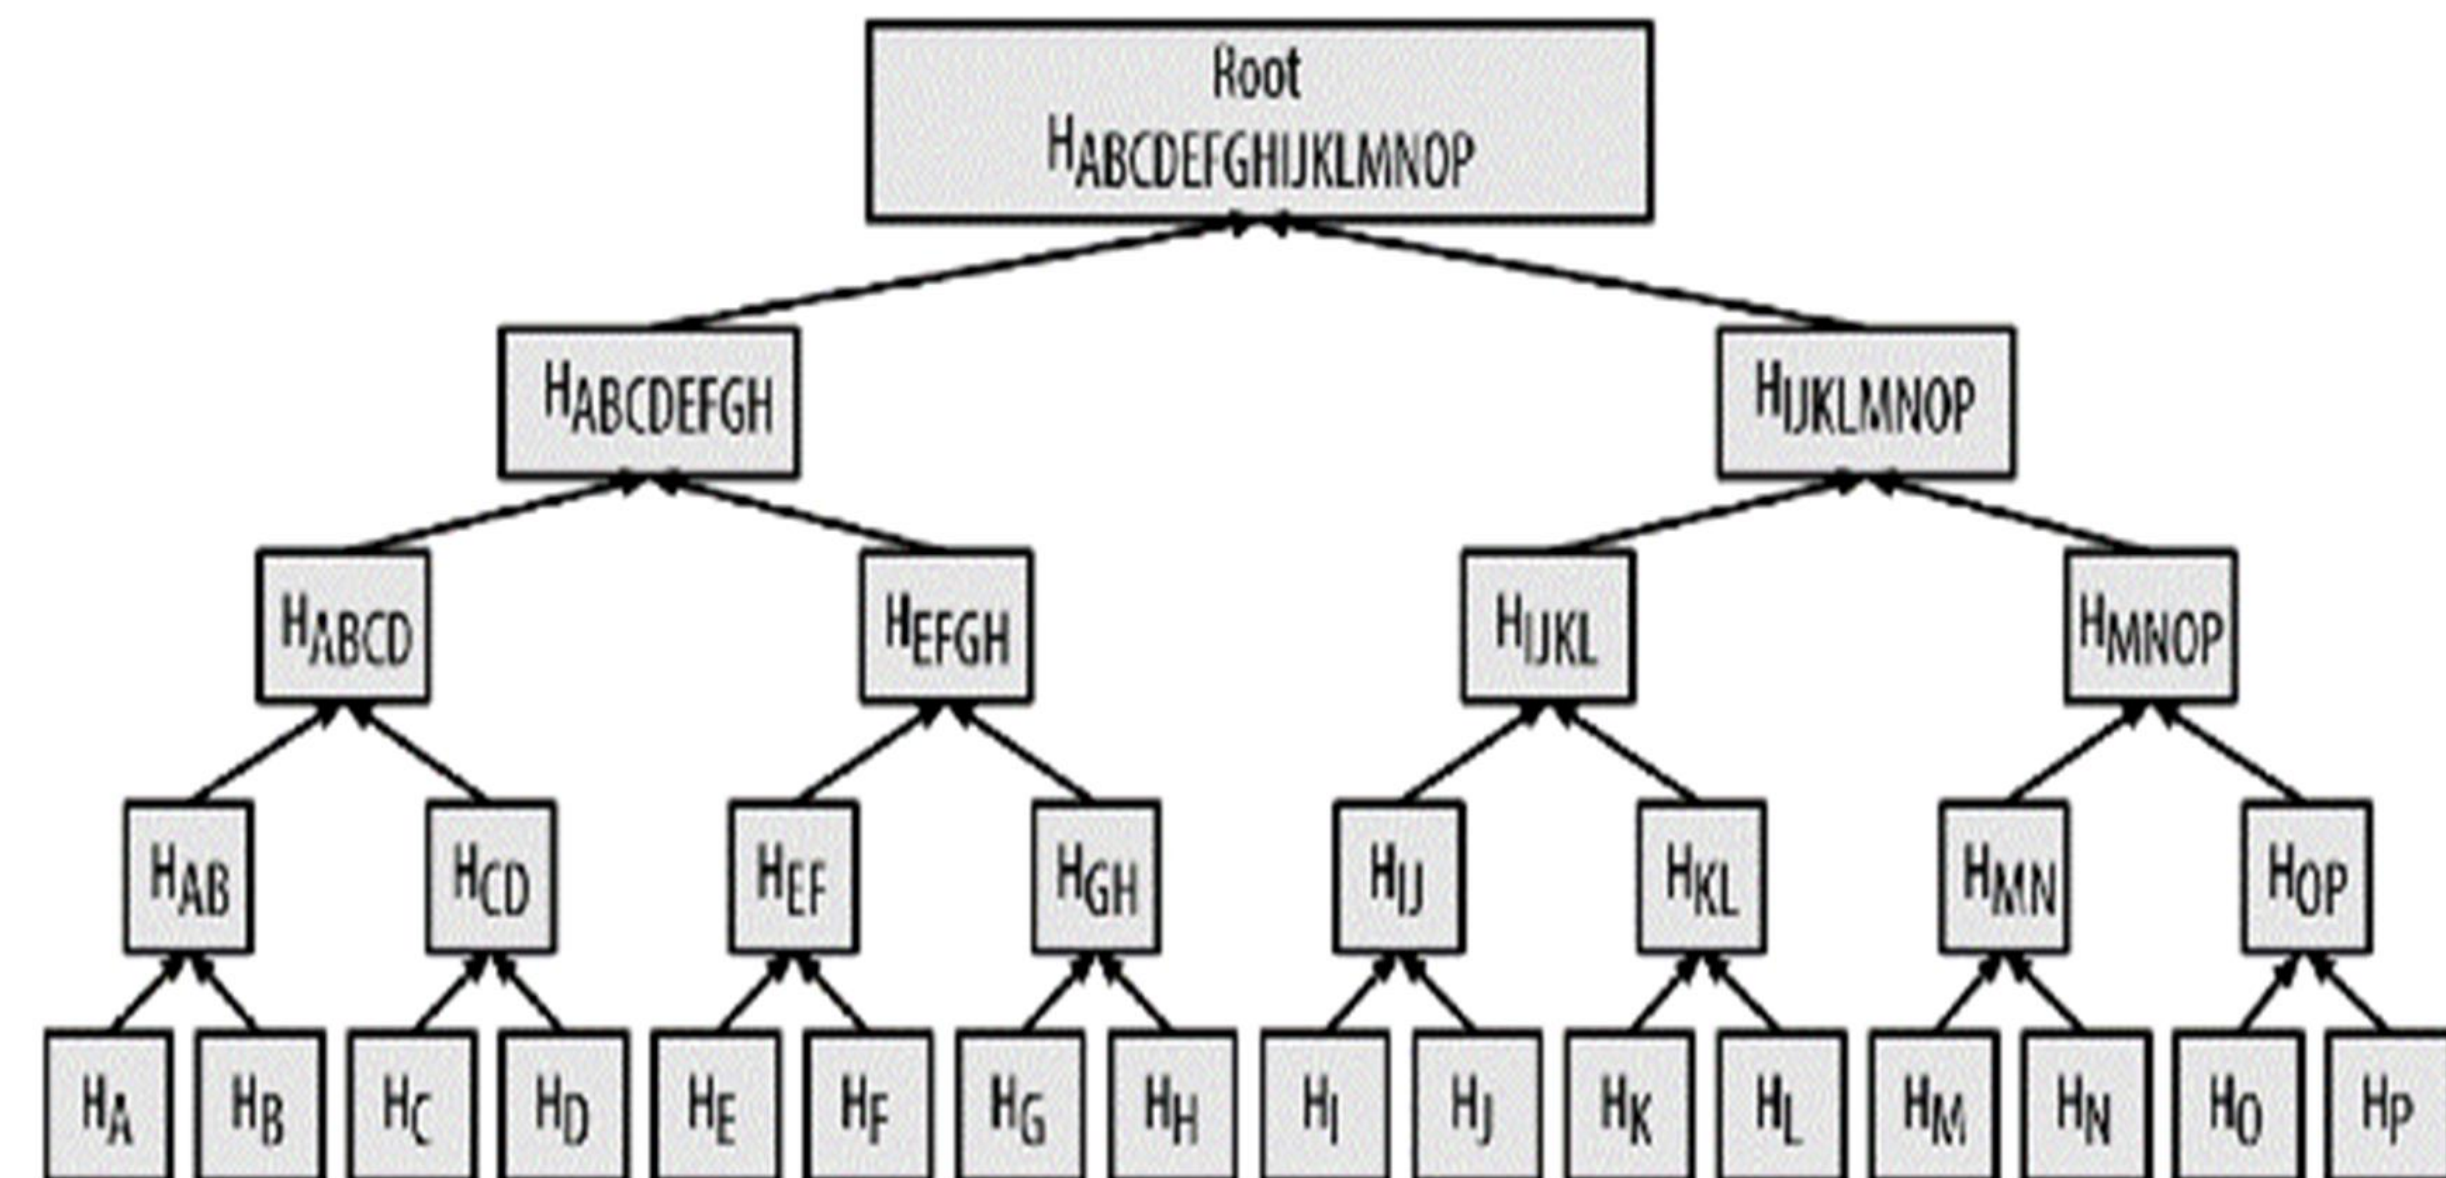 Root
HABCDEFGHIJKLMNOP
HABCDEFGH HIJKLMNOP
HABCD HEFGH HIJKL HMNOP
HAB HCD HEF HGH HIJ HKL HMN HOP
HA HB HC HD HE HF HG HH HI HJ HK HL HM HN HO HP